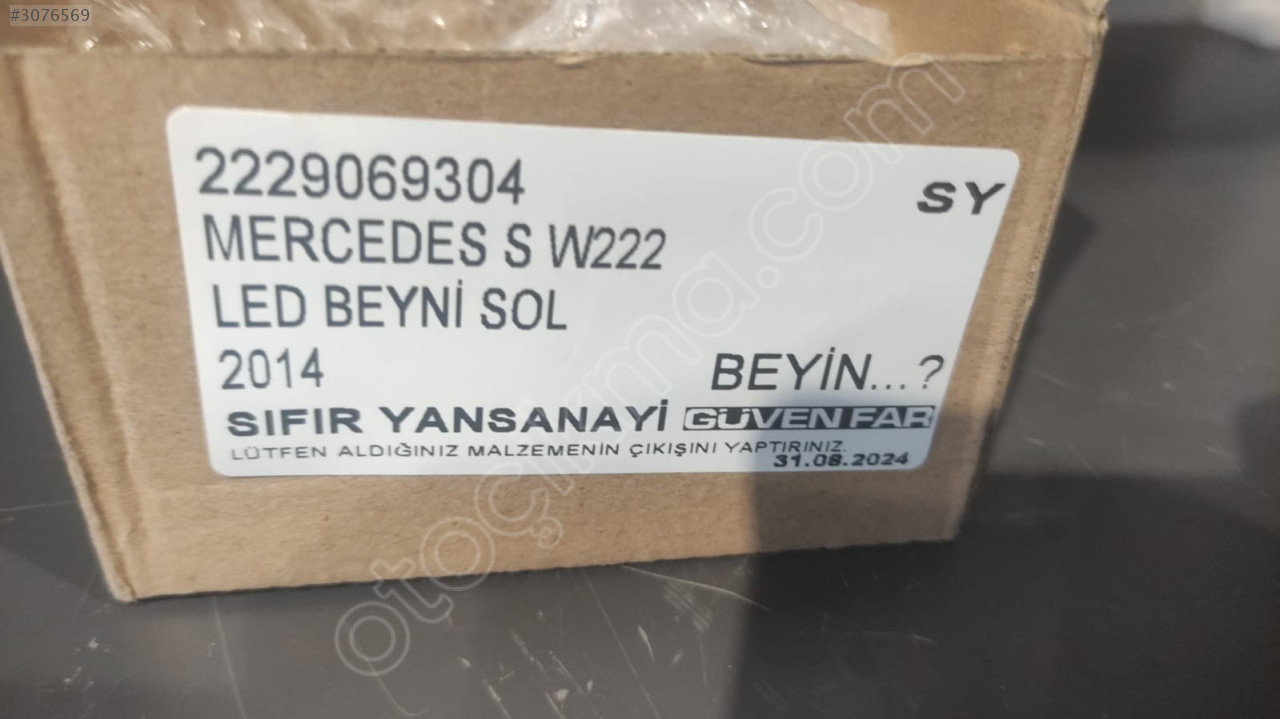 #3076569
2229069304
SY
MERCEDES S W222
LED BEYNİ SOL
2014
BEYİN...?
SIFIR YANSANAYİ GÜVEN FAR
LÜTFEN ALDIĞINIZ MALZEMENİN ÇIKIŞINI YAPTIRINIZ.
31.08.2024
otoçıkma.com